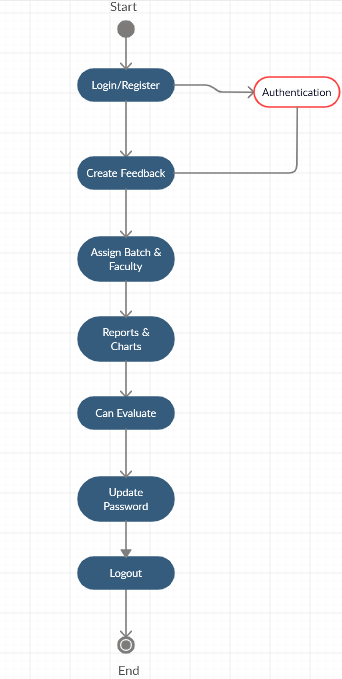 Start
Login/Register
Authentication
Create Feedback
Assign Batch &
Faculty
Reports &
Charts
Can Evaluate
Update
Password
Logout
End